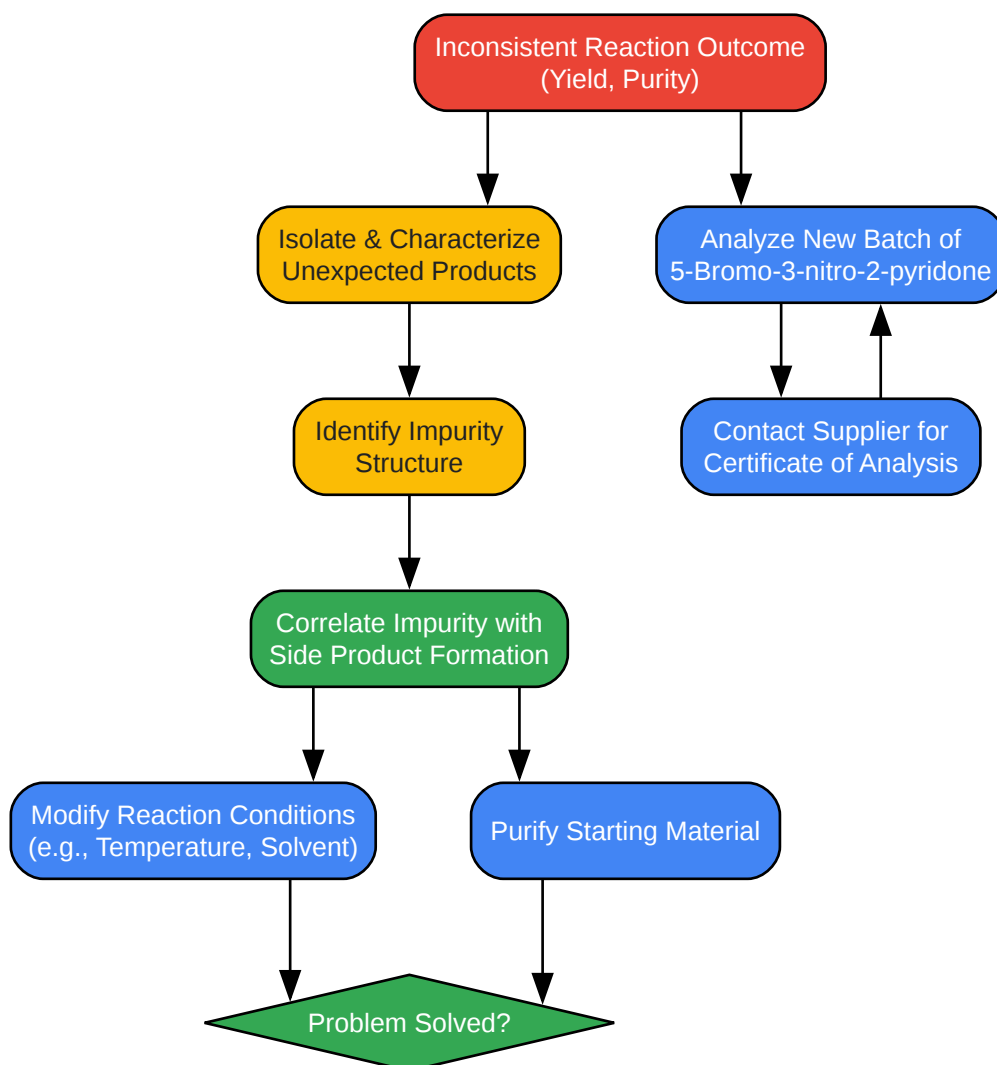 Inconsistent Reaction Outcome
(Yield, Purity)
Isolate & Characterize
Unexpected Products
Analyze New Batch of
5-Bromo-3-nitro-2-pyridone
Identify Impurity
Structure
Contact Supplier for
Certificate of Analysis
Correlate Impurity with
Side Product Formation
Modify Reaction Conditions
(e.g., Temperature, Solvent)
Purify Starting Material
Problem Solved?